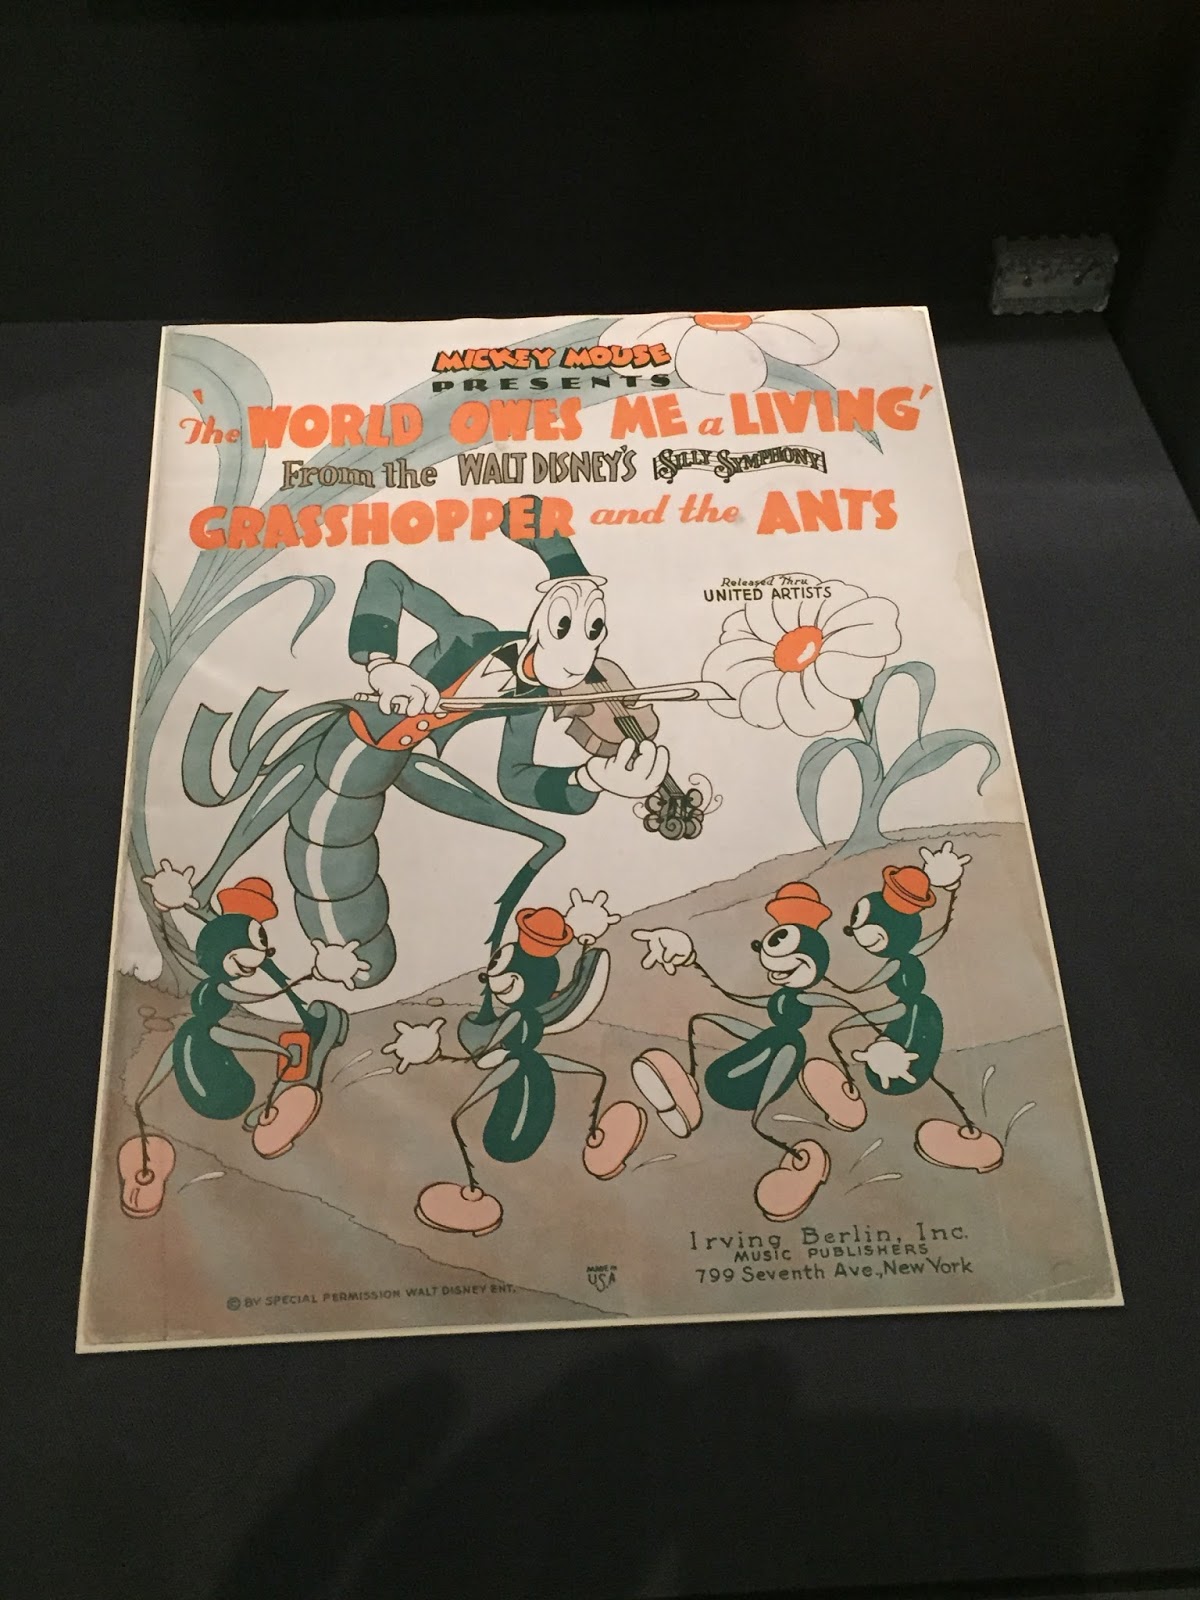 MICKEY MOUSE
PRESENTS
'The WORLD OWES ME a LIVING'
From the WALT DISNEY'S SILLY SYMPHONY
GRASSHOPPER and the ANTS
Released Thru
UNITED ARTISTS
Irving Berlin, Inc.
MUSIC PUBLISHERS
799 Seventh Ave., New York
MADE IN
U.S.A
© BY SPECIAL PERMISSION WALT DISNEY ENT.